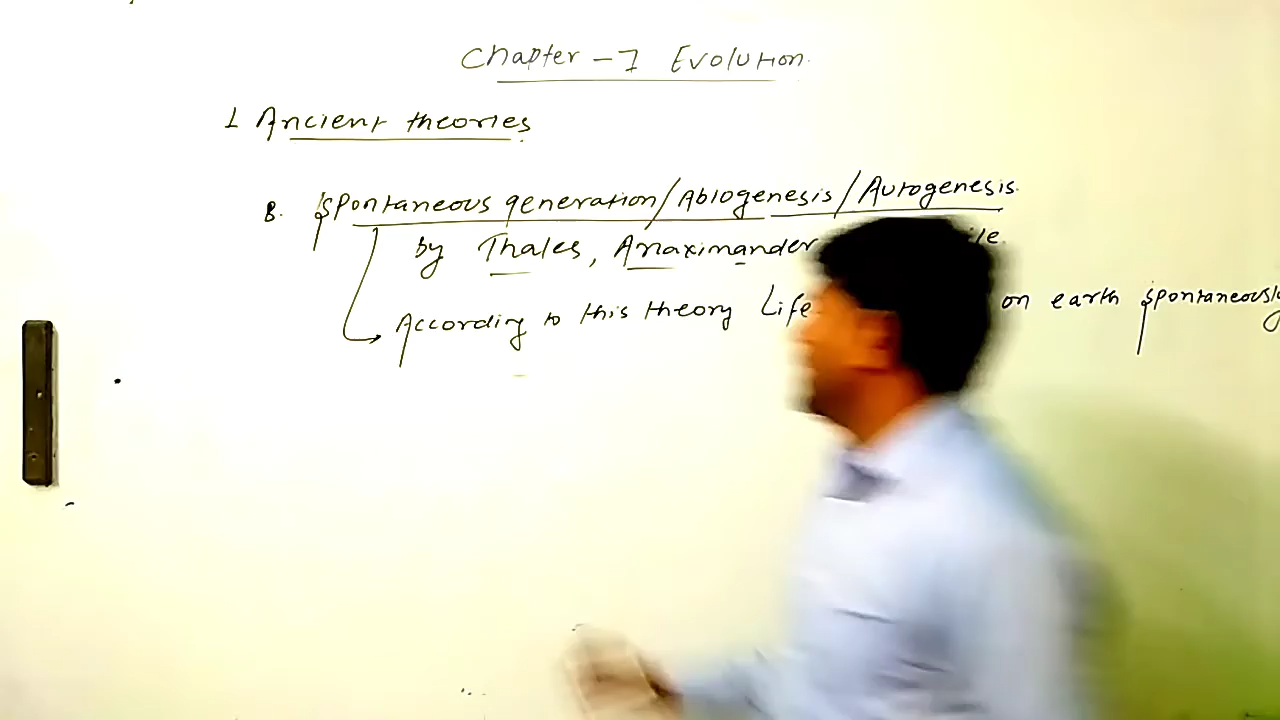 Chapter - 7 Evolution
1 Ancient theories
B. Spontaneous generation/Abiogenesis/Autogenesis.
by Thales, Anaximander
According to this theory Life on earth spontaneously